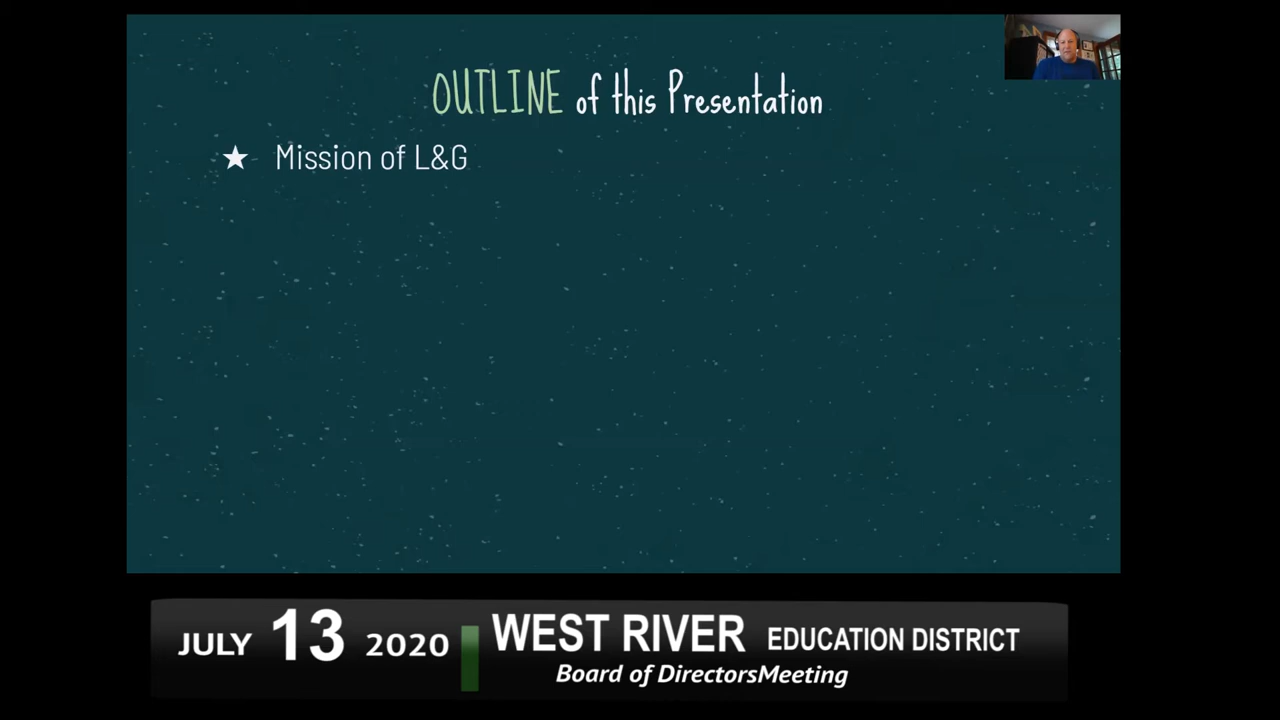 OUTLINE of this Presentation
★ Mission of L&G
JULY 13 2020 WEST RIVER EDUCATION DISTRICT
Board of DirectorsMeeting